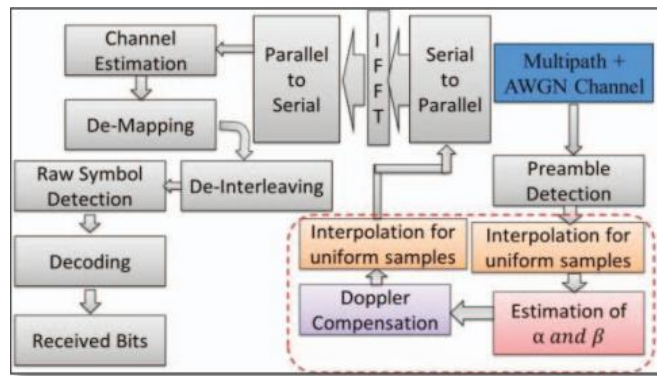 Channel
Estimation
Parallel
to
Serial
I
F
F
T
Serial
to
Parallel
Multipath +
AWGN Channel
De-Mapping
Preamble
Detection
Raw Symbol
Detection
De-Interleaving
Interpolation for
uniform samples
Interpolation for
uniform samples
Decoding
Doppler
Compensation
Estimation of
α and β
Received Bits